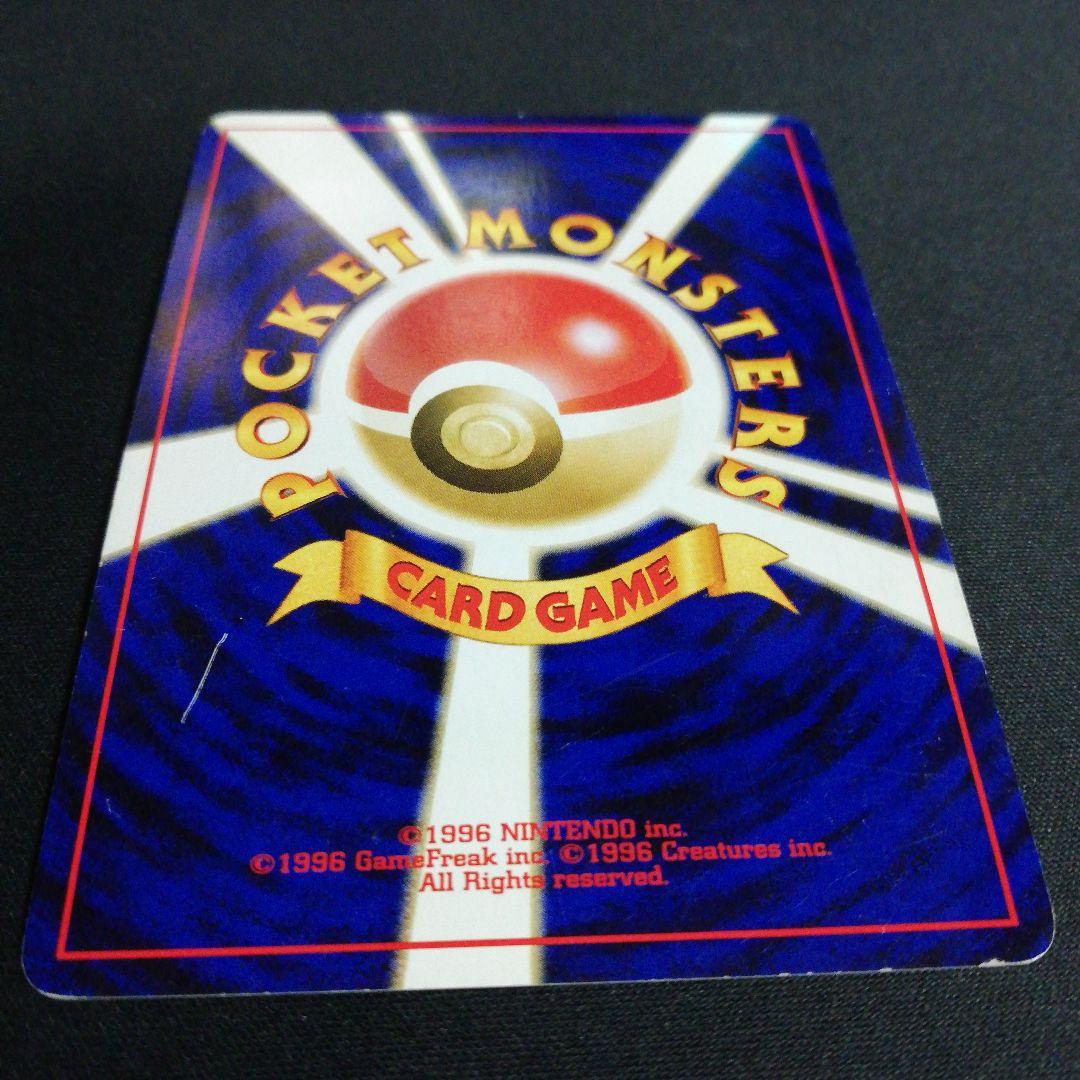 POCKET MONSTERS
CARD GAME
©1996 NINTENDO inc.
©1996 GameFreak inc. ©1996 Creatures inc.
All Rights reserved.